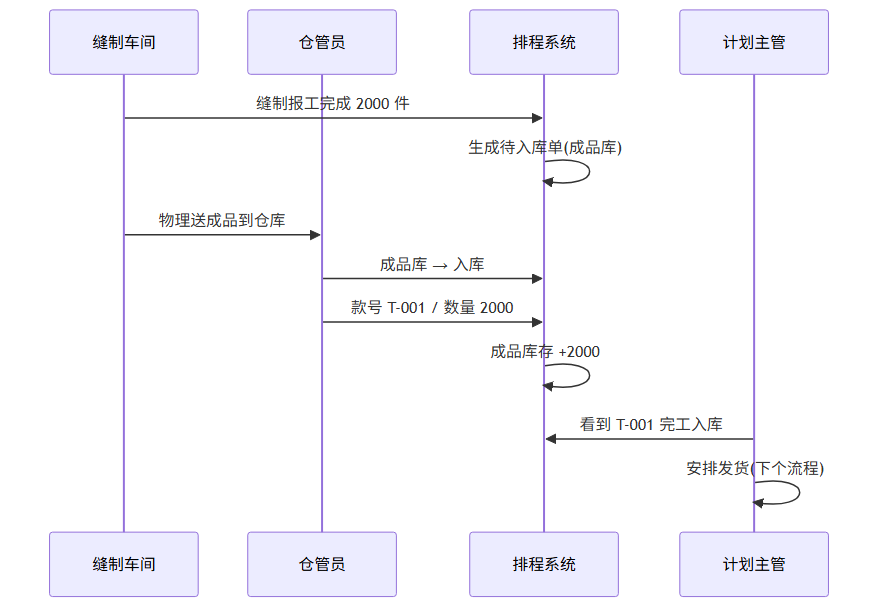 缝制车间
仓管员
排程系统
计划主管
缝制报工完成 2000 件
生成待入库单(成品库)
物理送成品到仓库
成品库 → 入库
款号 T-001 / 数量 2000
成品库存 +2000
看到 T-001 完工入库
安排发货(下个流程)
缝制车间
仓管员
排程系统
计划主管